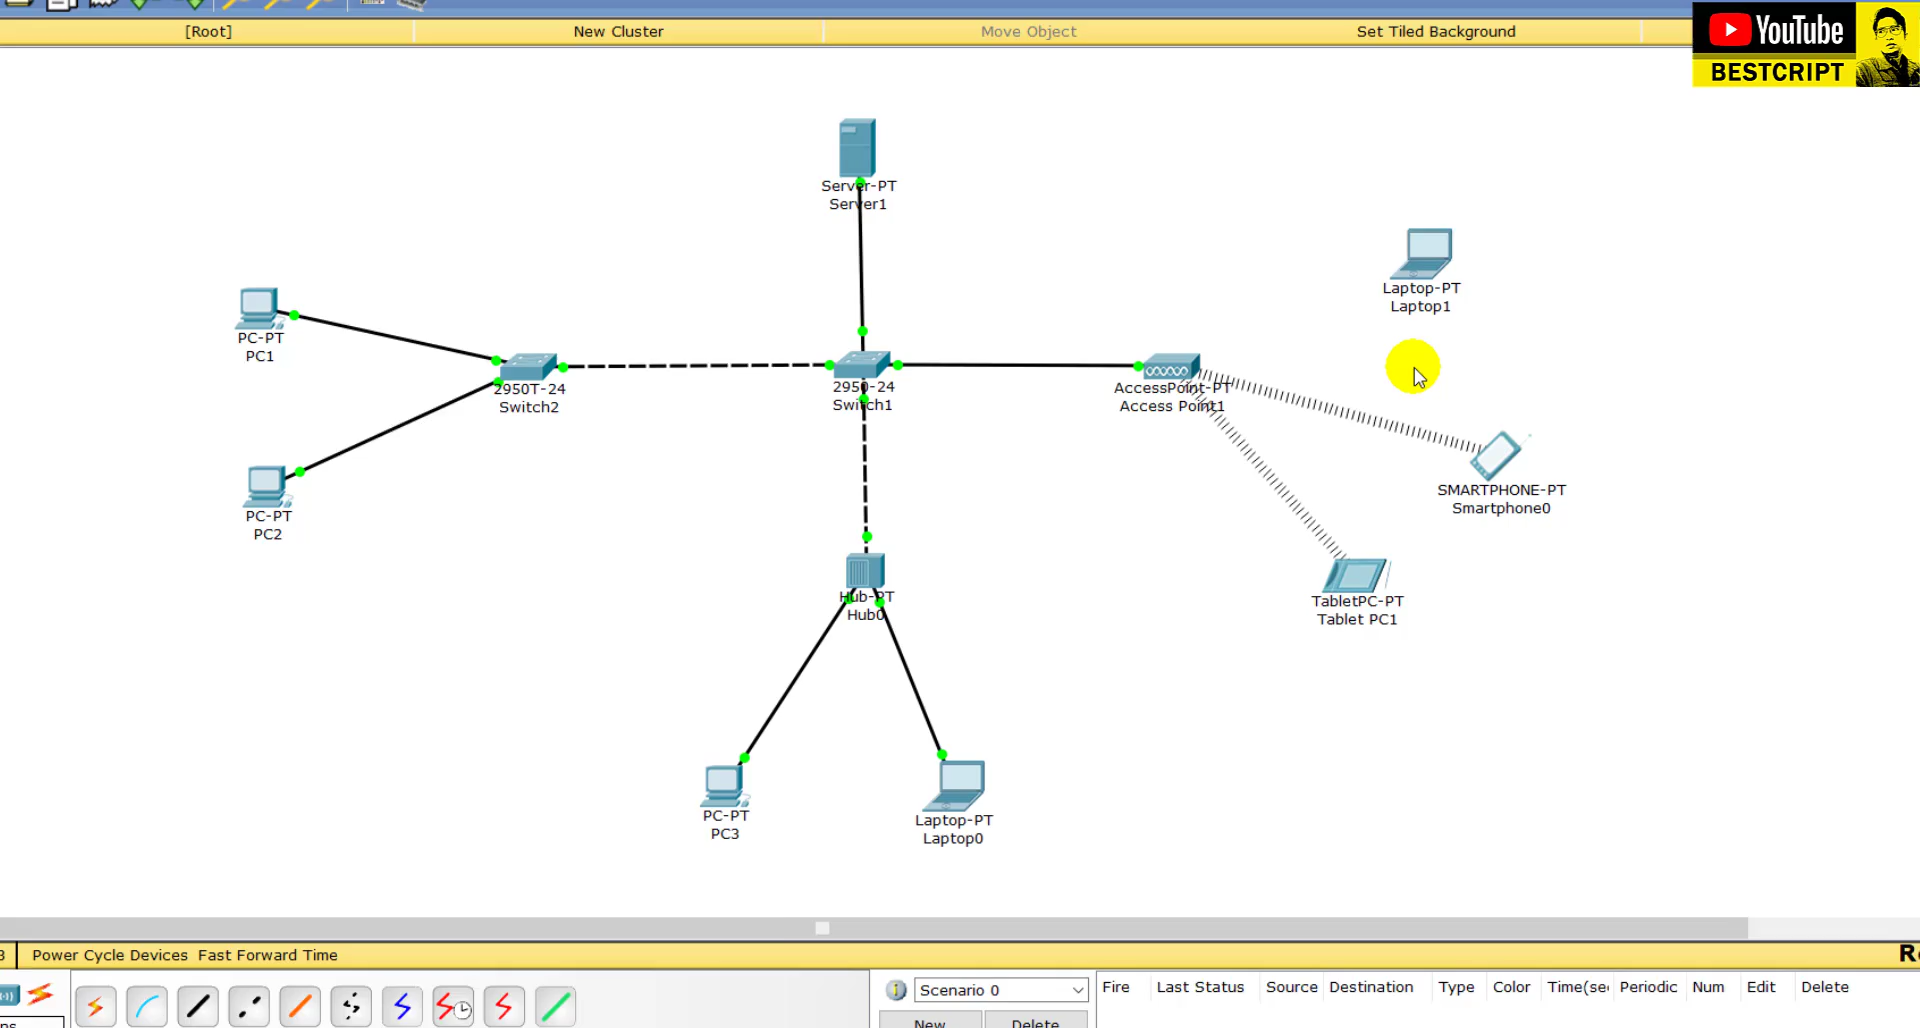 [Root]
New Cluster
Move Object
Set Tiled Background
YouTube
BESTCRIPT
Server-PT
Server1
Laptop-PT
Laptop1
PC-PT
PC1
2950T-24
Switch2
2950-24
Switch1
AccessPoint-PT
Access Point1
PC-PT
PC2
SMARTPHONE-PT
Smartphone0
Hub-PT
Hub0
TabletPC-PT
Tablet PC1
PC-PT
PC3
Laptop-PT
Laptop0
Power Cycle Devices Fast Forward Time
Scenario 0
Fire Last Status Source Destination Type Color Time(sec Periodic Num Edit Delete
New
Delete